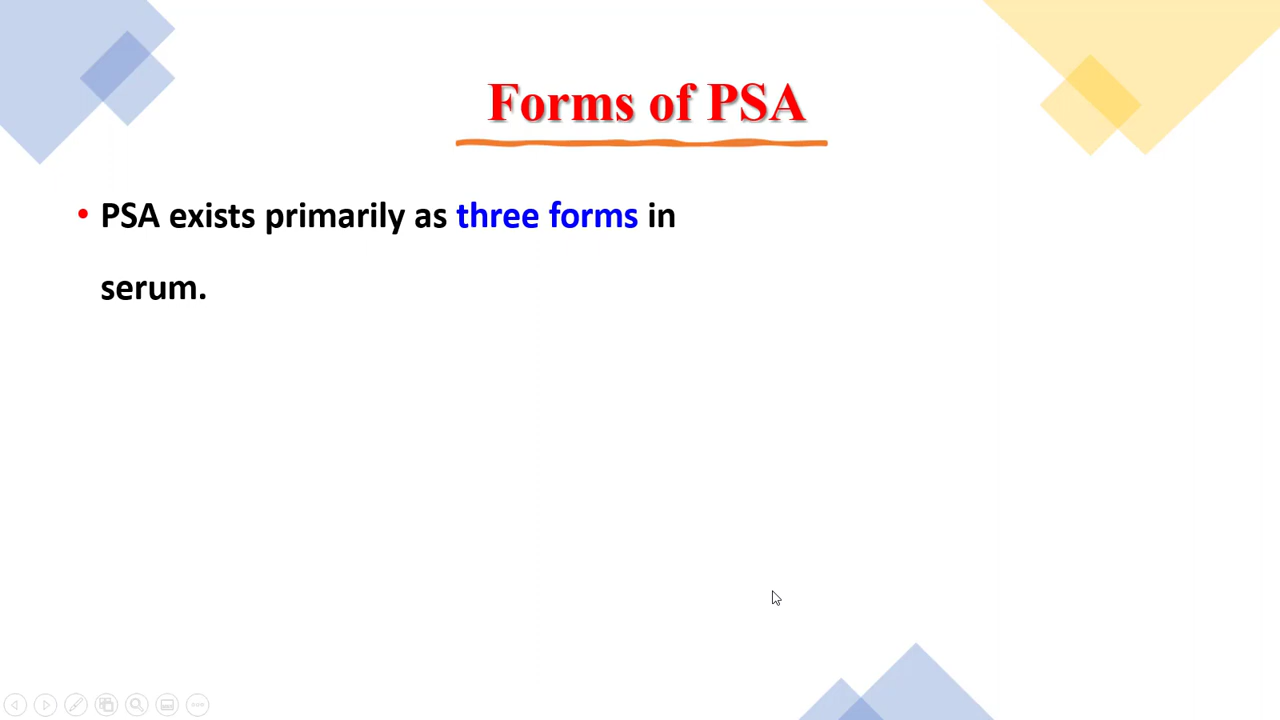 Forms of PSA
• PSA exists primarily as three forms in
serum.